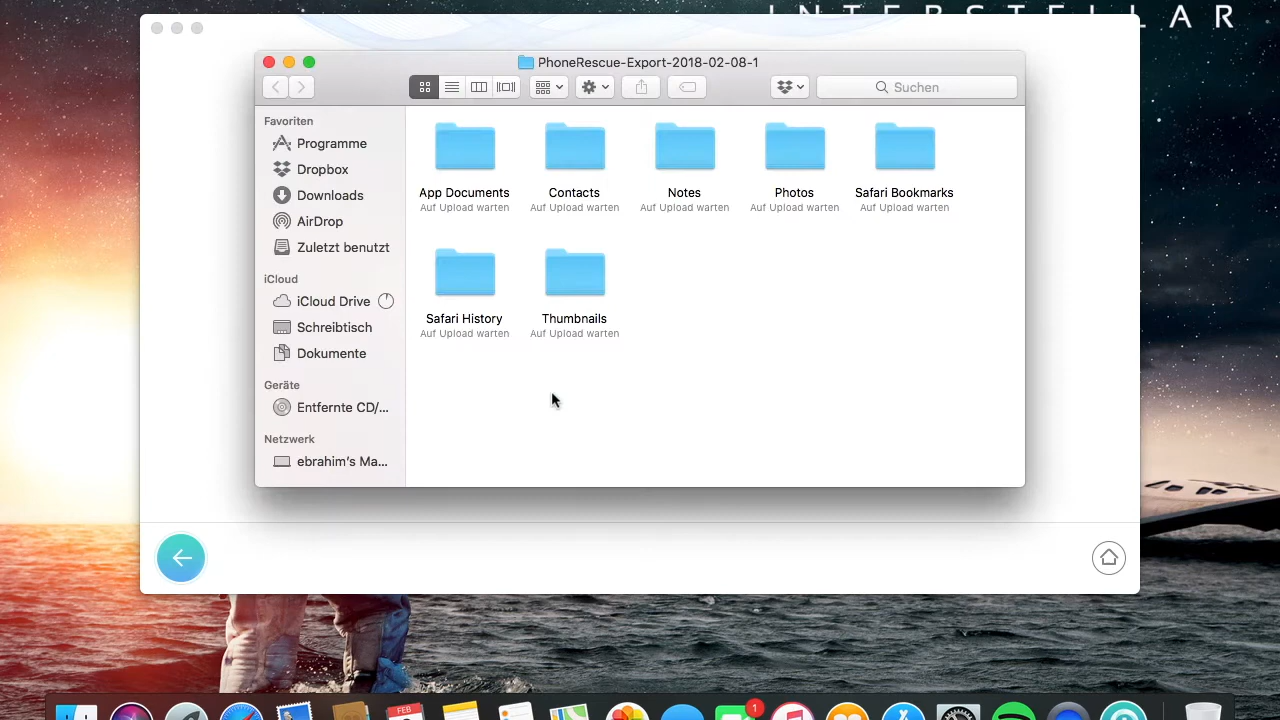 INTERSTELLAR
PhoneRescue-Export-2018-02-08-1
Suchen
Favoriten
Programme
Dropbox
Downloads
AirDrop
Zuletzt benutzt
iCloud
iCloud Drive
Schreibtisch
Dokumente
Geräte
Entfernte CD/...
Netzwerk
ebrahim's Ma...
App Documents
Auf Upload warten
Contacts
Auf Upload warten
Notes
Auf Upload warten
Photos
Auf Upload warten
Safari Bookmarks
Auf Upload warten
Safari History
Auf Upload warten
Thumbnails
Auf Upload warten
FEB
1